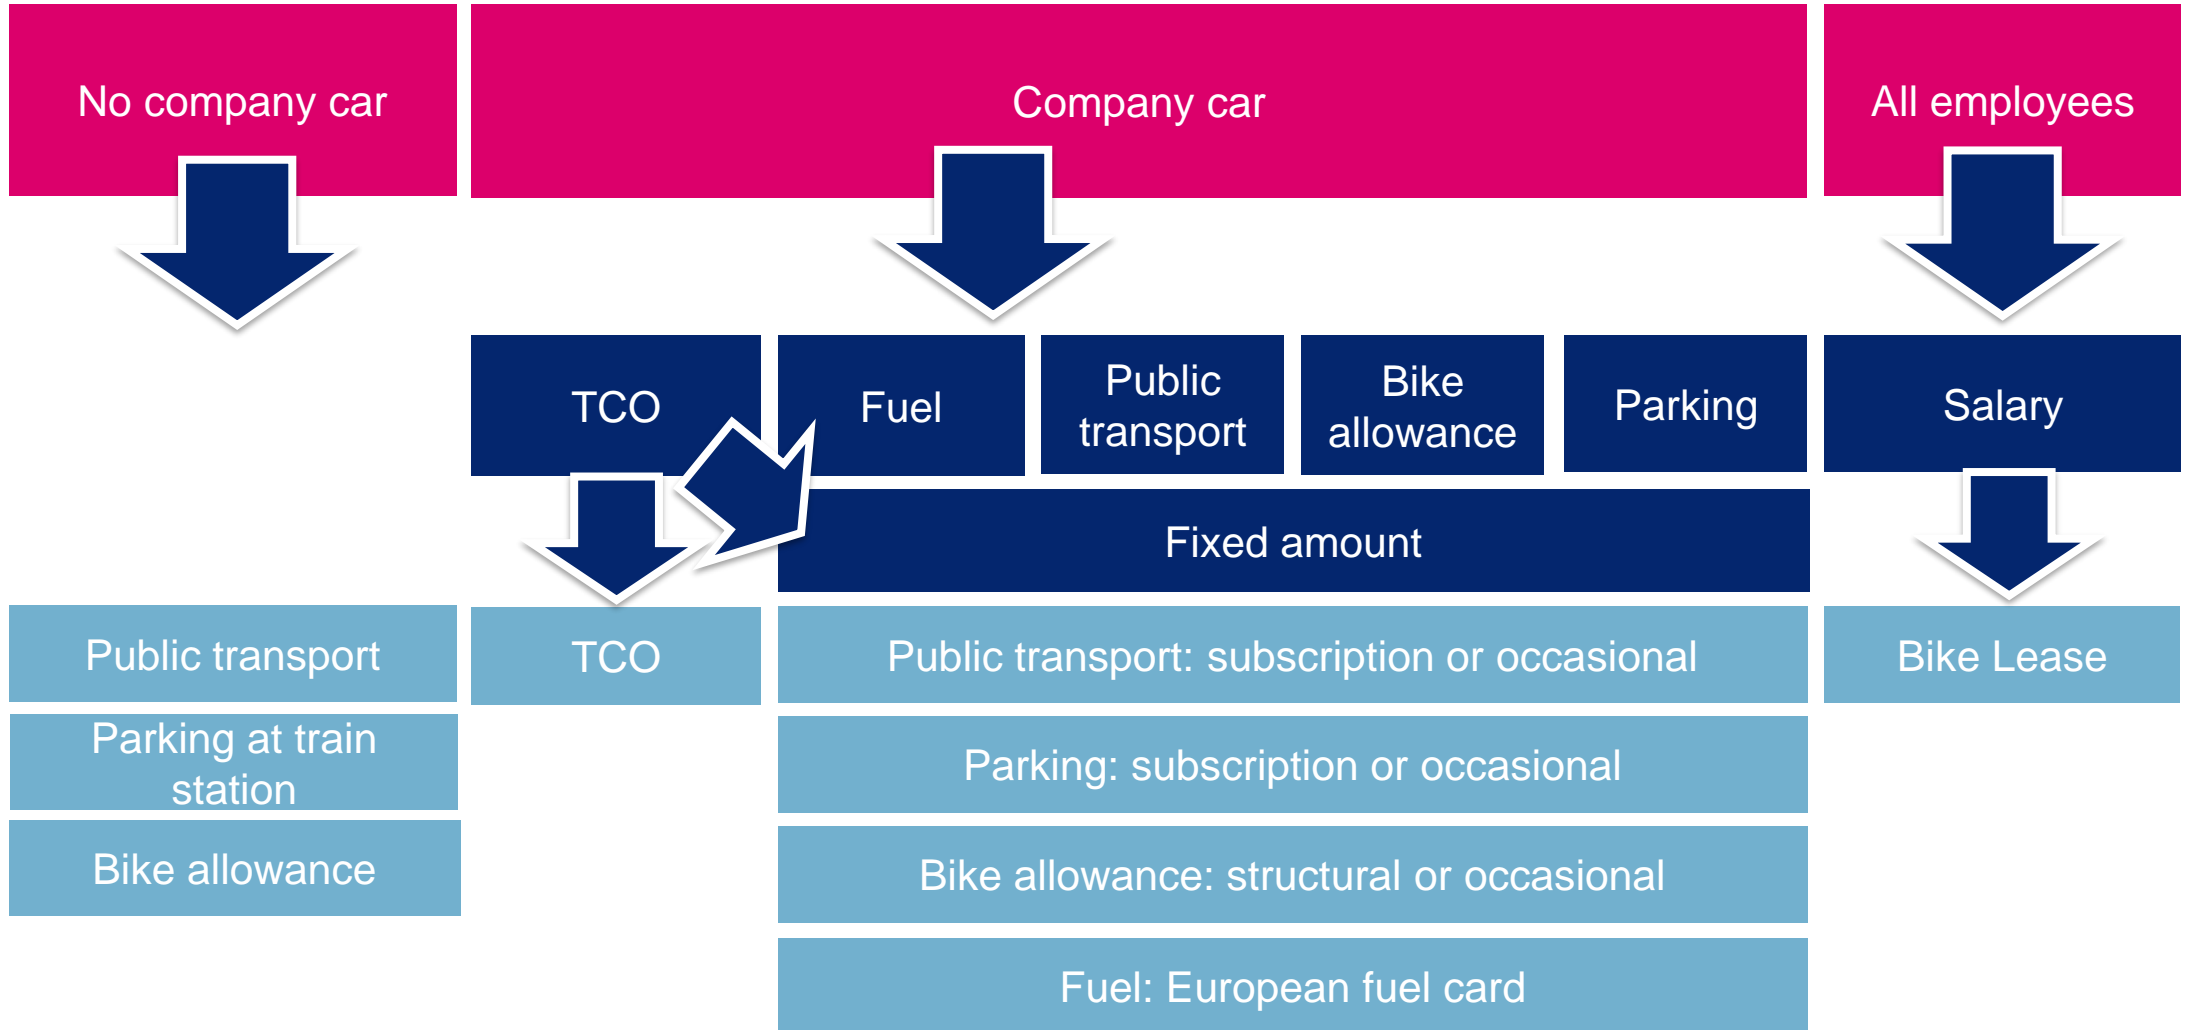 No company car
Company car
All employees
TCO
Fuel
Public
transport
Bike
allowance
Parking
Salary
Fixed amount
Public transport
TCO
Public transport: subscription or occasional
Bike Lease
Parking at train
station
Parking: subscription or occasional
Bike allowance
Bike allowance: structural or occasional
Fuel: European fuel card